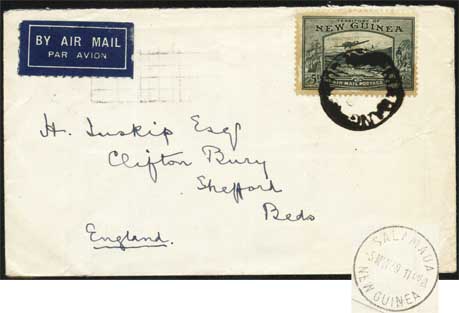 BY AIR MAIL
PAR AVION
TERRITORY OF
NEW GUINEA
AIR MAIL POSTAGE
H. Inskip Esqr
Clifton Bury
Shefford
Beds
England.
SALAMAUA
NEW GUINEA